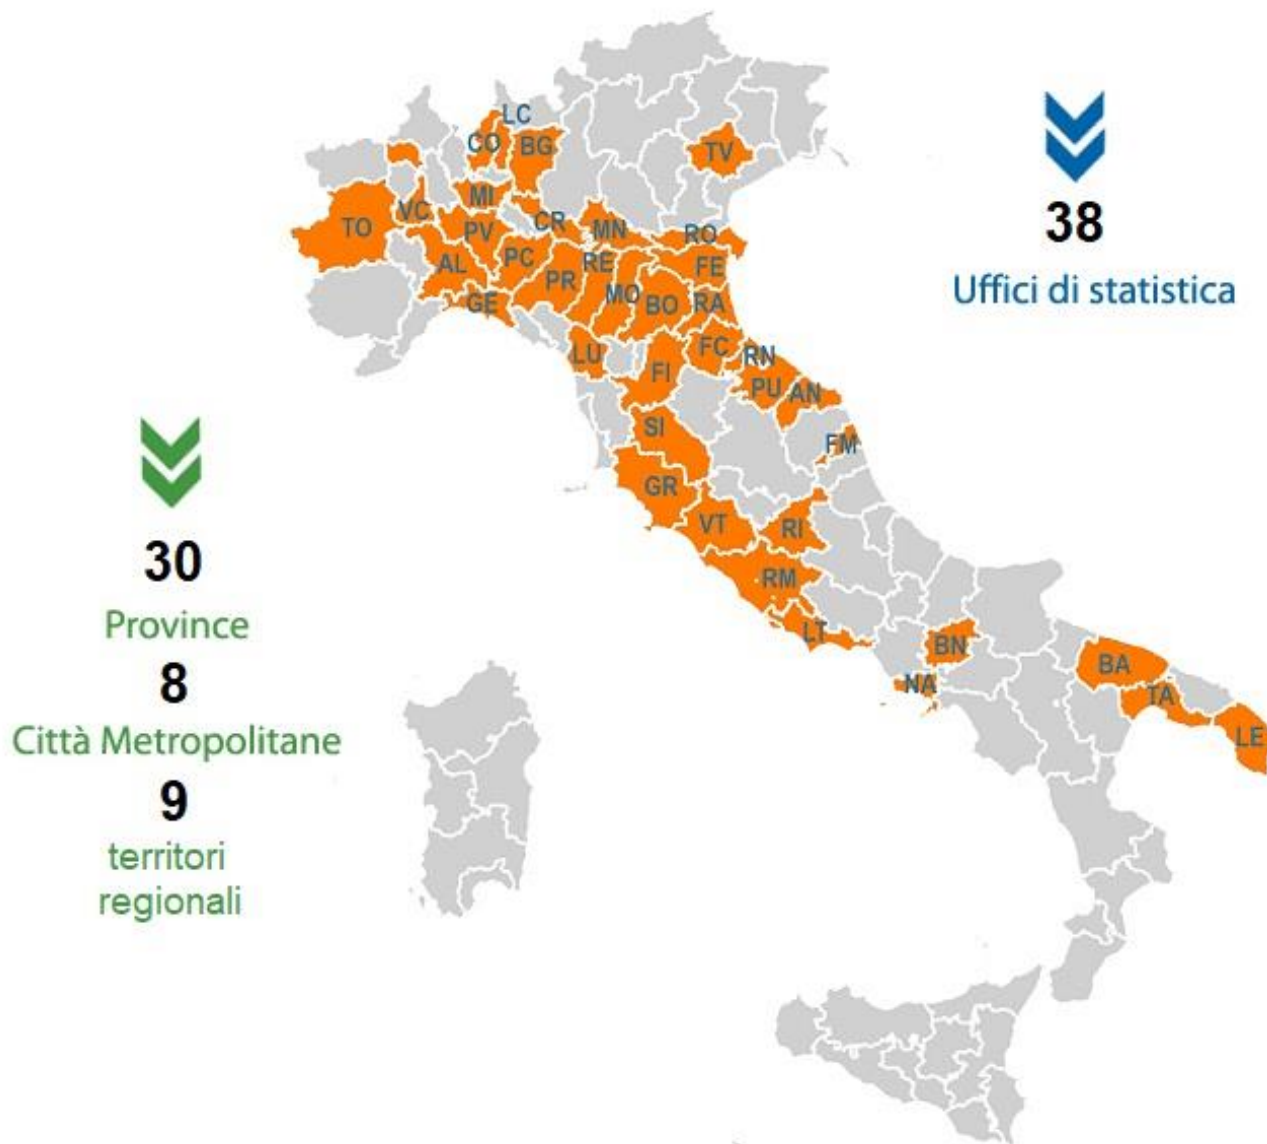 LC
CO
BG
TV
MI
VC
TO
CR
MN
PV
RO
PC
AL
RE
FE
PR
MO
GE
BO
RA
LU
FC
RN
FI
PU
AN
SI
FM
GR
VT
RI
RM
LT
BN
BA
NA
TA
LE
38
Uffici di statistica
30
Province
8
Città Metropolitane
9
territori
regionali